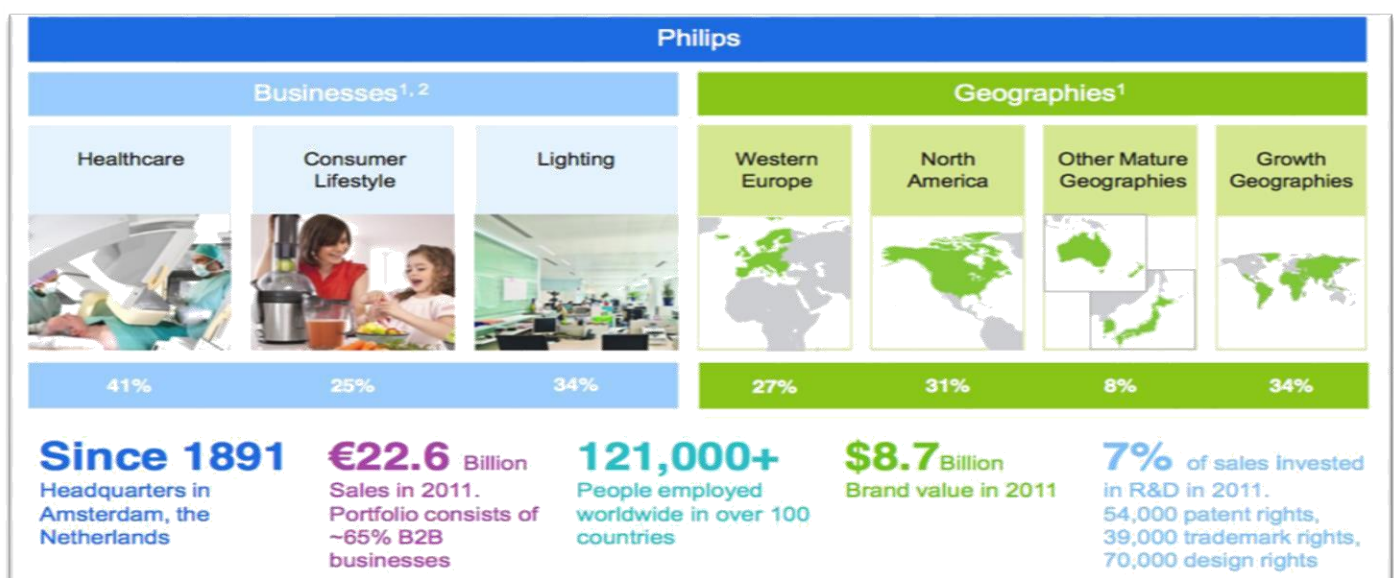 Philips
Businesses¹,²
Geographies¹
Healthcare
Consumer
Lifestyle
Lighting
Western
Europe
North
America
Other Mature
Geographies
Growth
Geographies
41%
25%
34%
27%
31%
8%
34%
Since 1891
Headquarters in
Amsterdam, the
Netherlands
€22.6 Billion
Sales in 2011.
Portfolio consists of
~65% B2B
businesses
121,000+
People employed
worldwide in over 100
countries
$8.7 Billion
Brand value in 2011
7% of sales invested
in R&D in 2011.
54,000 patent rights,
39,000 trademark rights,
70,000 design rights